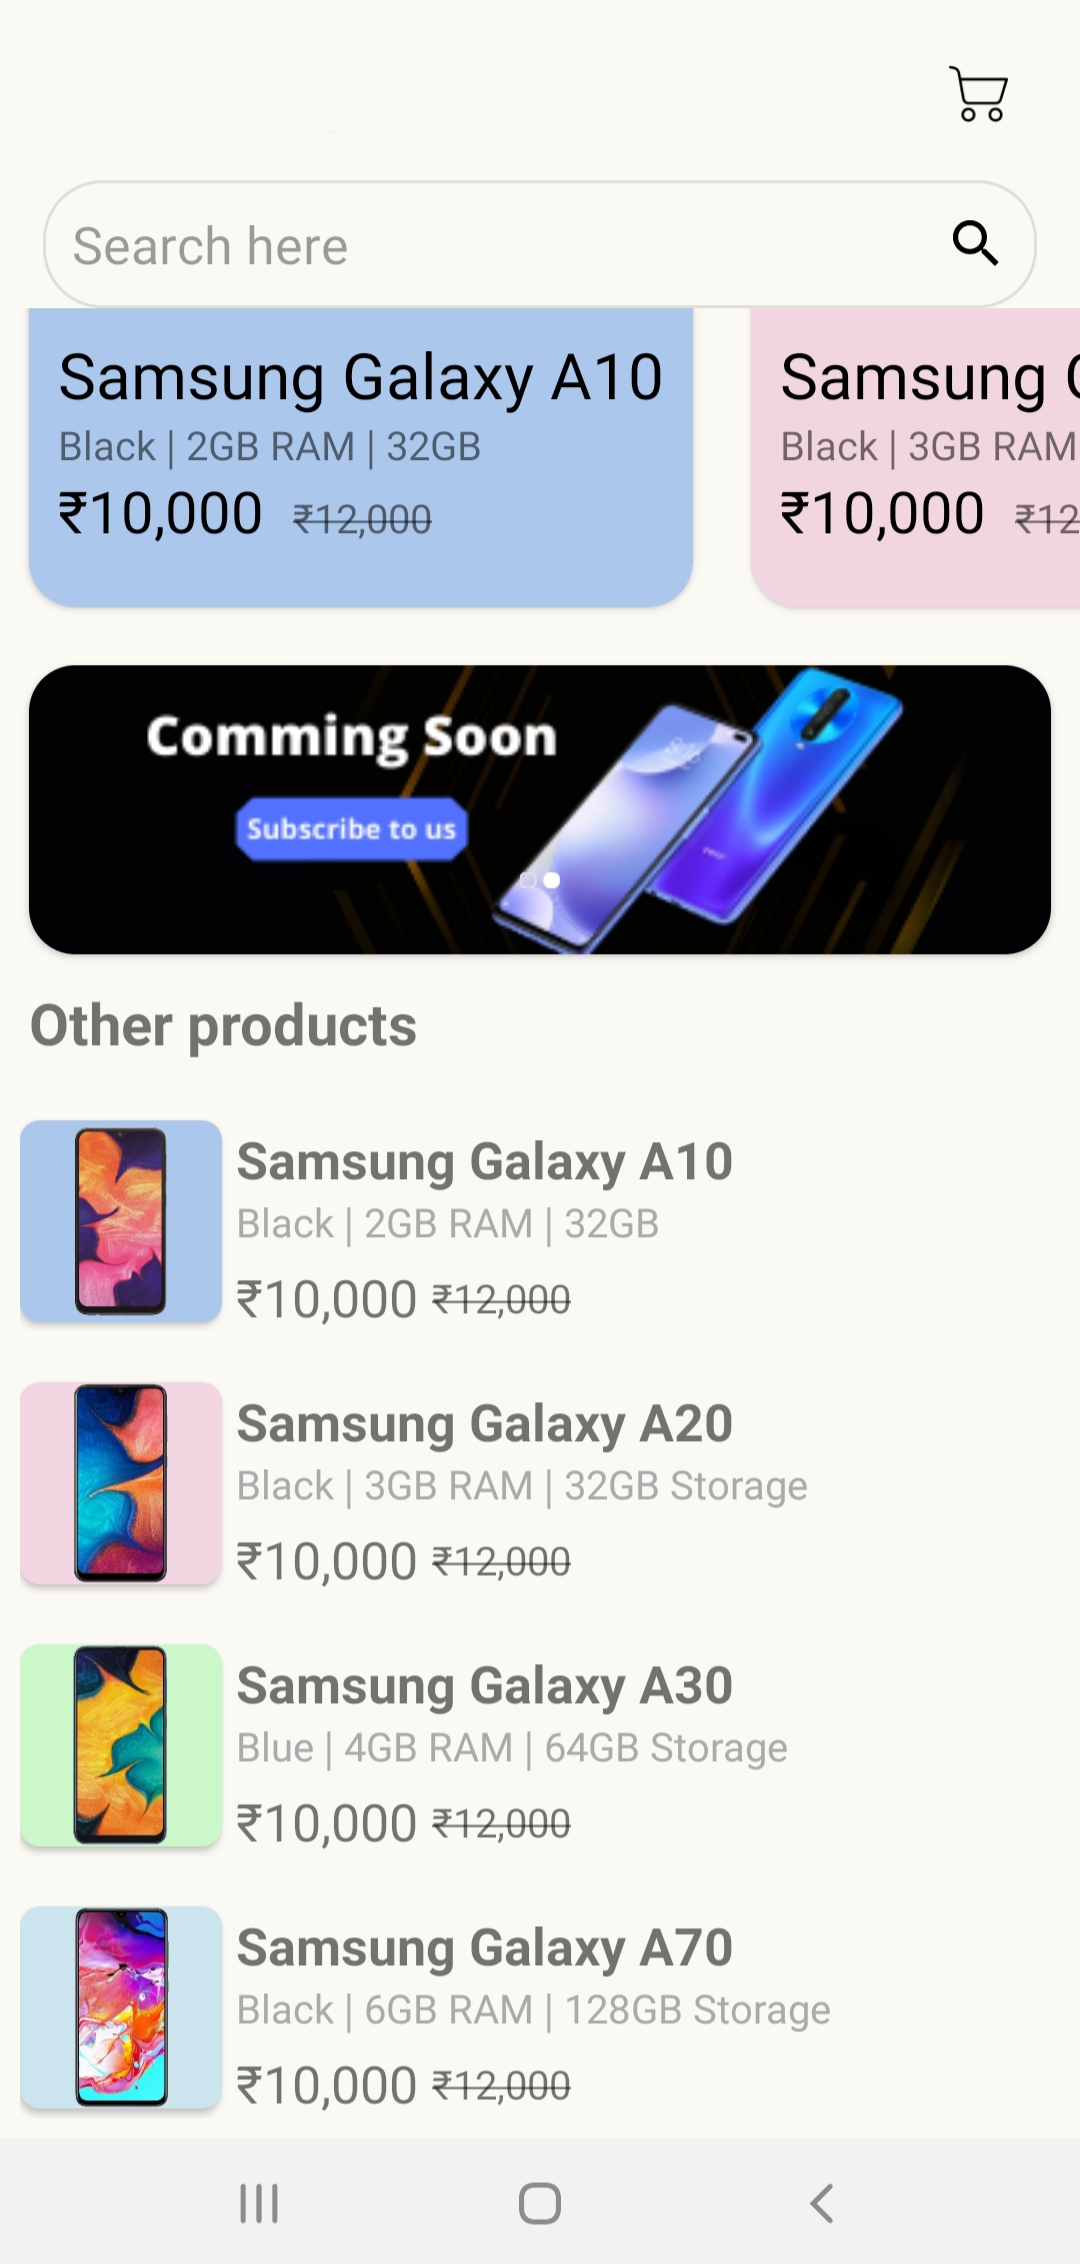 Search here
Samsung Galaxy A10
Black | 2GB RAM | 32GB
₹10,000 ₹12,000
Samsung
Black | 3GB RAM
₹10,000 ₹12
Comming Soon
Subscribe to us
Other products
Samsung Galaxy A10
Black | 2GB RAM | 32GB
₹10,000 ₹12,000
Samsung Galaxy A20
Black | 3GB RAM | 32GB Storage
₹10,000 ₹12,000
Samsung Galaxy A30
Blue | 4GB RAM | 64GB Storage
₹10,000 ₹12,000
Samsung Galaxy A70
Black | 6GB RAM | 128GB Storage
₹10,000 ₹12,000